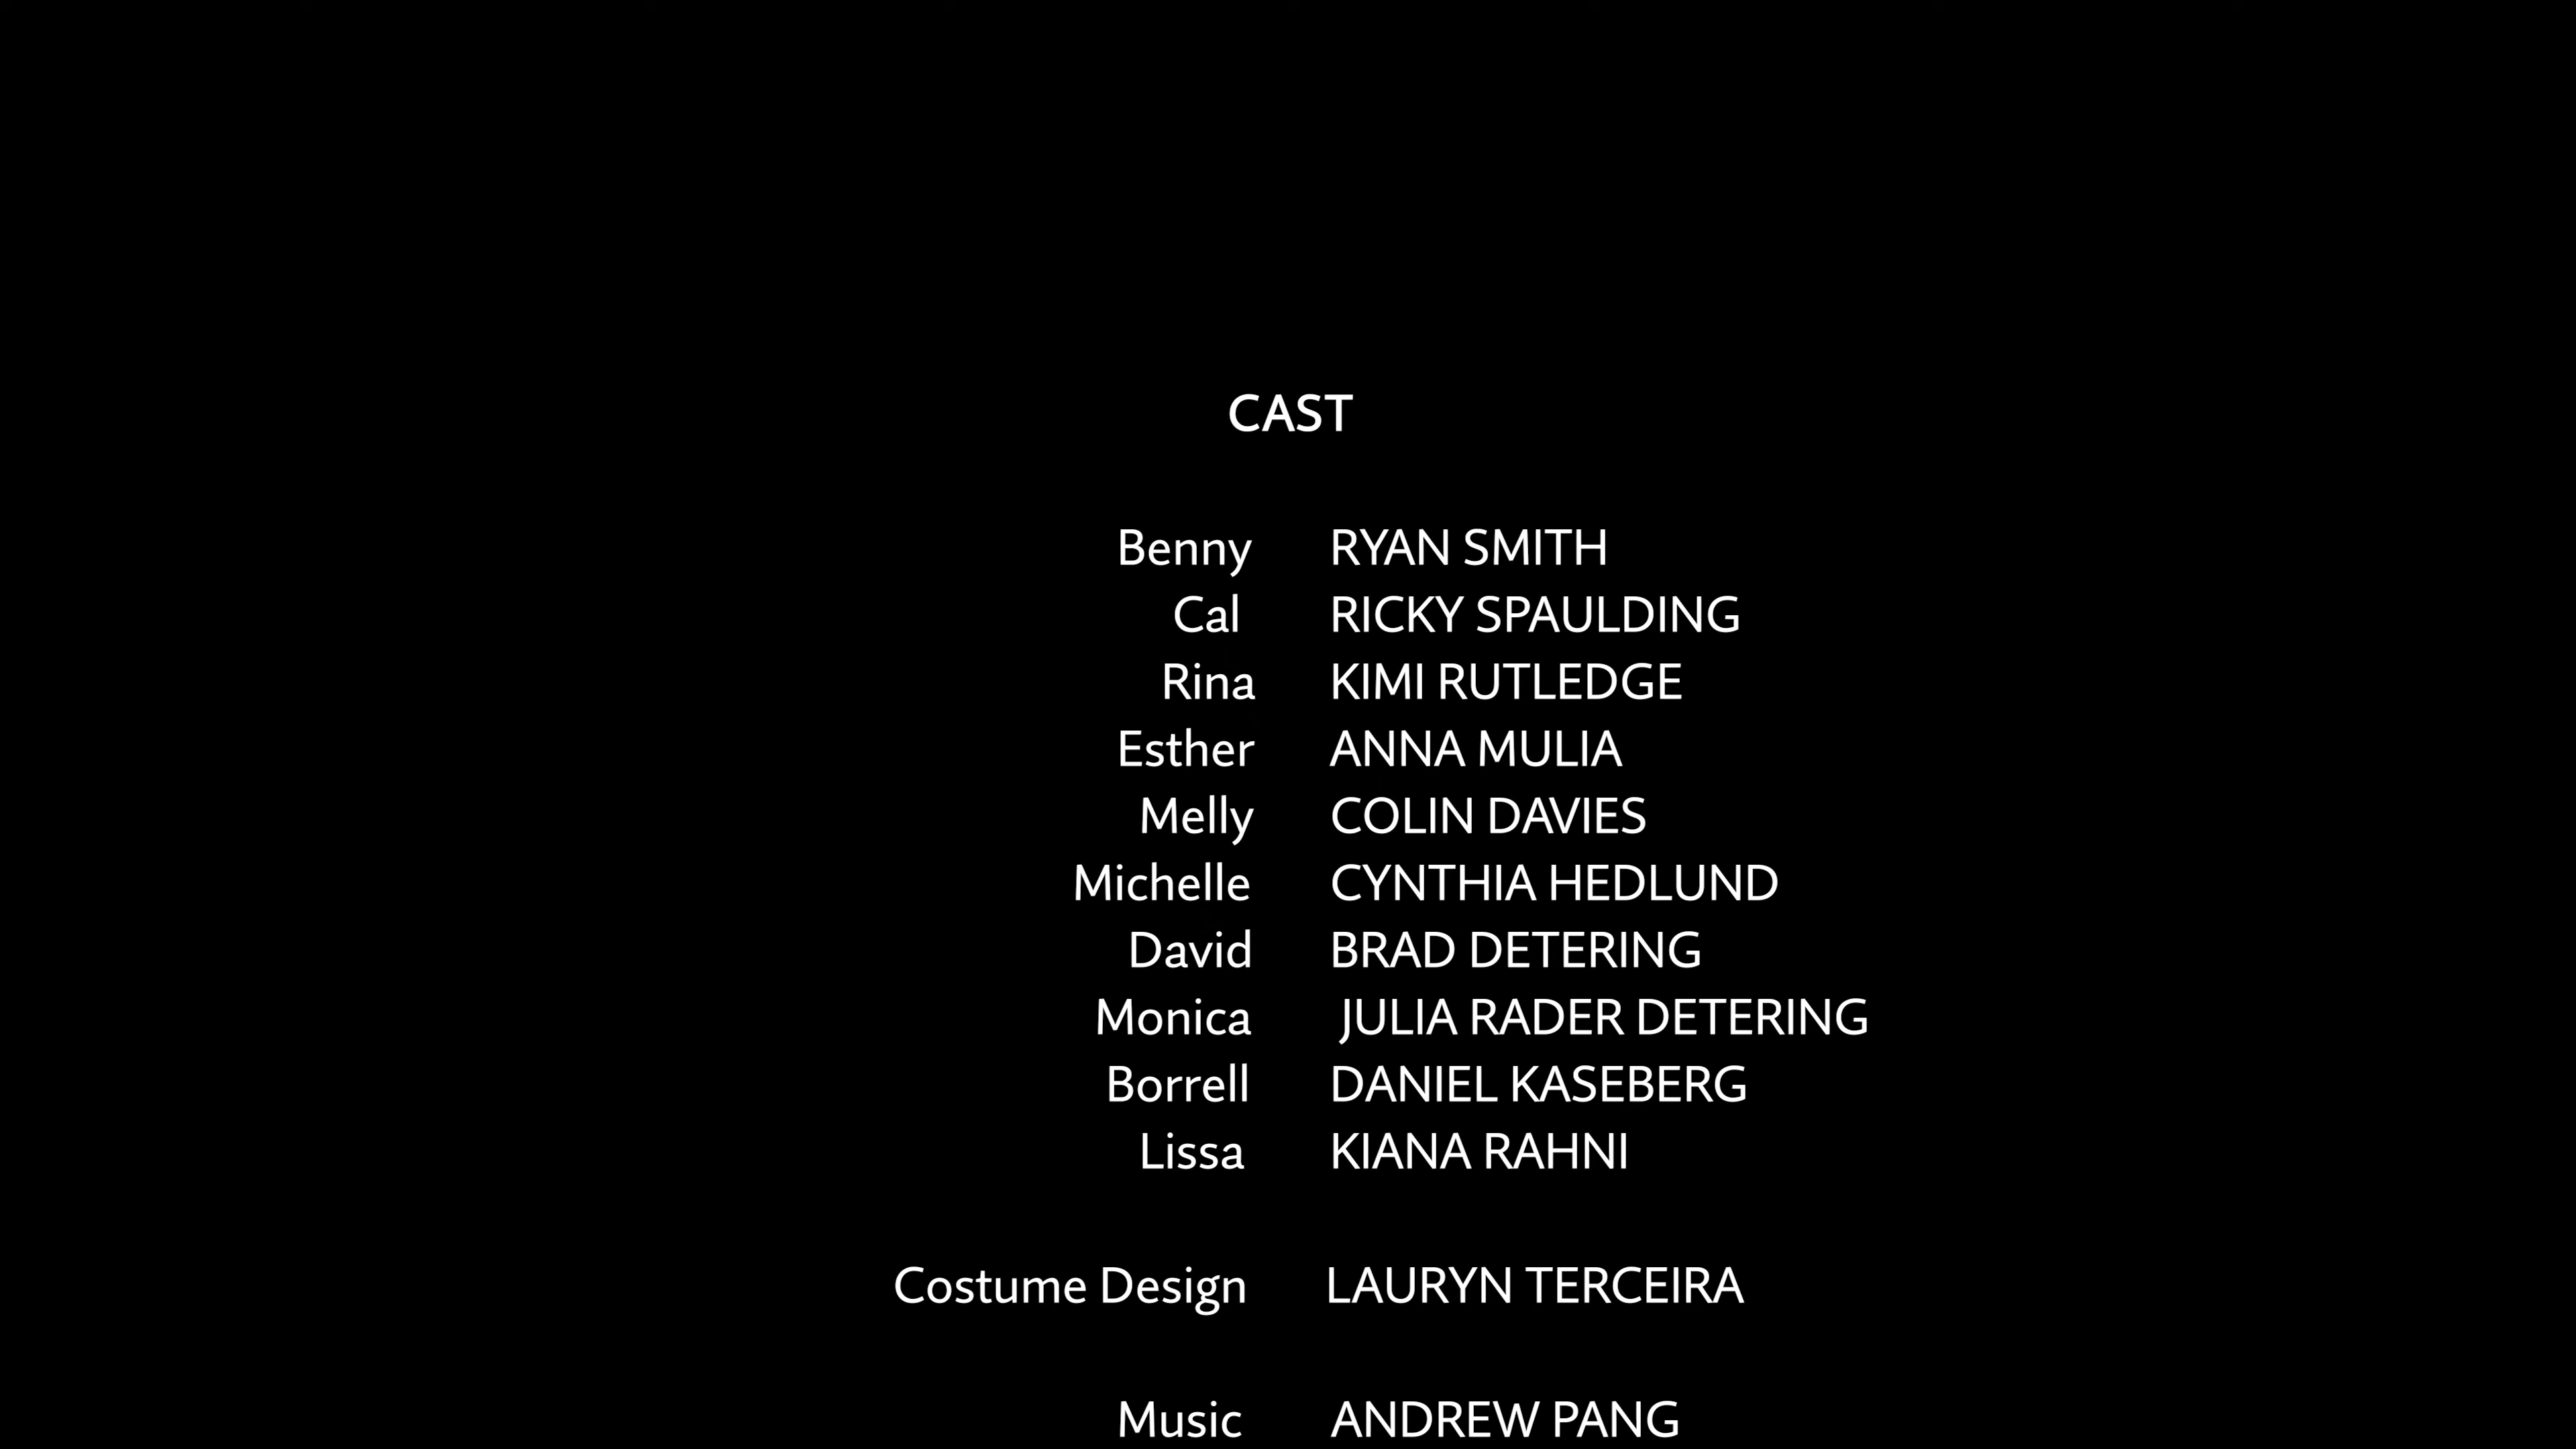 CAST
Benny RYAN SMITH
Cal RICKY SPAULDING
Rina KIMI RUTLEDGE
Esther ANNA MULIA
Melly COLIN DAVIES
Michelle CYNTHIA HEDLUND
David BRAD DETERING
Monica JULIA RADER DETERING
Borrell DANIEL KASEBERG
Lissa KIANA RAHNI
Costume Design LAURYN TERCEIRA
Music ANDREW PANG